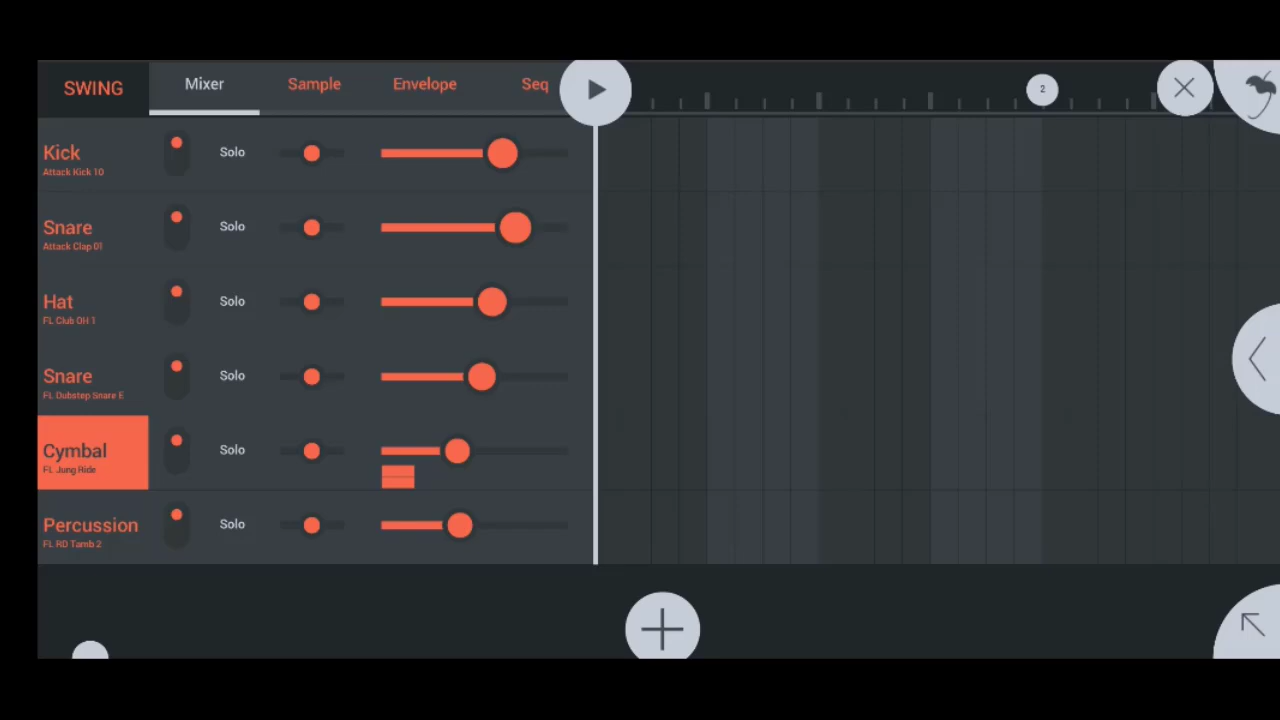 SWING Mixer Sample Envelope Seq 2
Kick Solo
Attack Kick 10
Snare Solo
Attack Clap 01
Hat Solo
FL Club OH 1
Snare Solo
FL Dubstep Snare E
Cymbal Solo
FL Jung Ride
Percussion Solo
FL RD Tamb 2